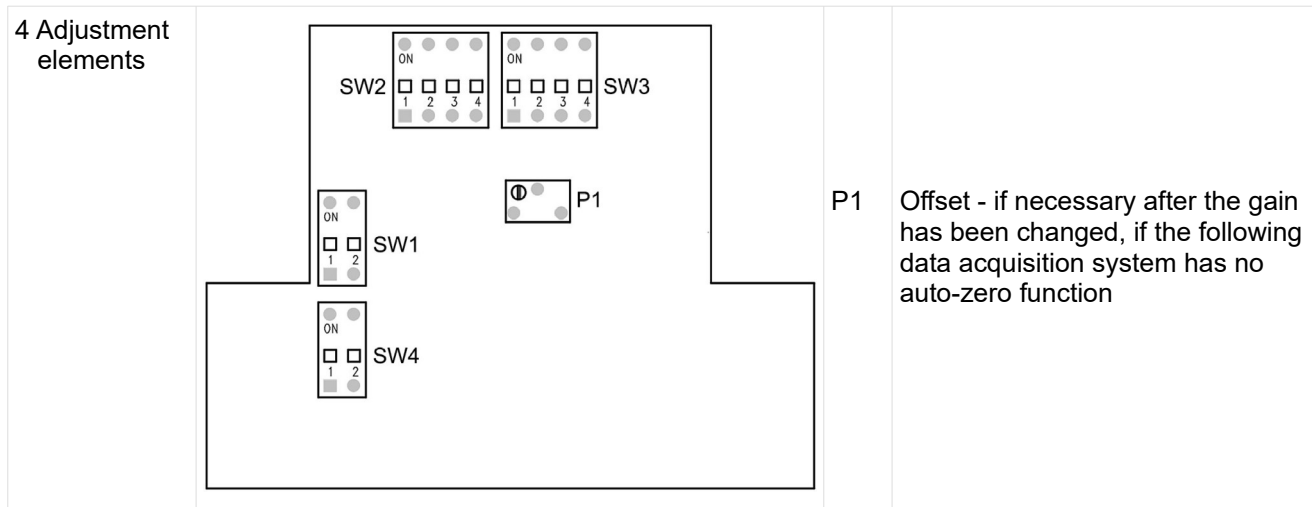 4 Adjustment
elements
ON
SW2
1 2 3 4
ON
SW3
1 2 3 4
P1
ON
SW1
1 2
ON
SW4
1 2
P1
Offset - if necessary after the gain
has been changed, if the following
data acquisition system has no
auto-zero function